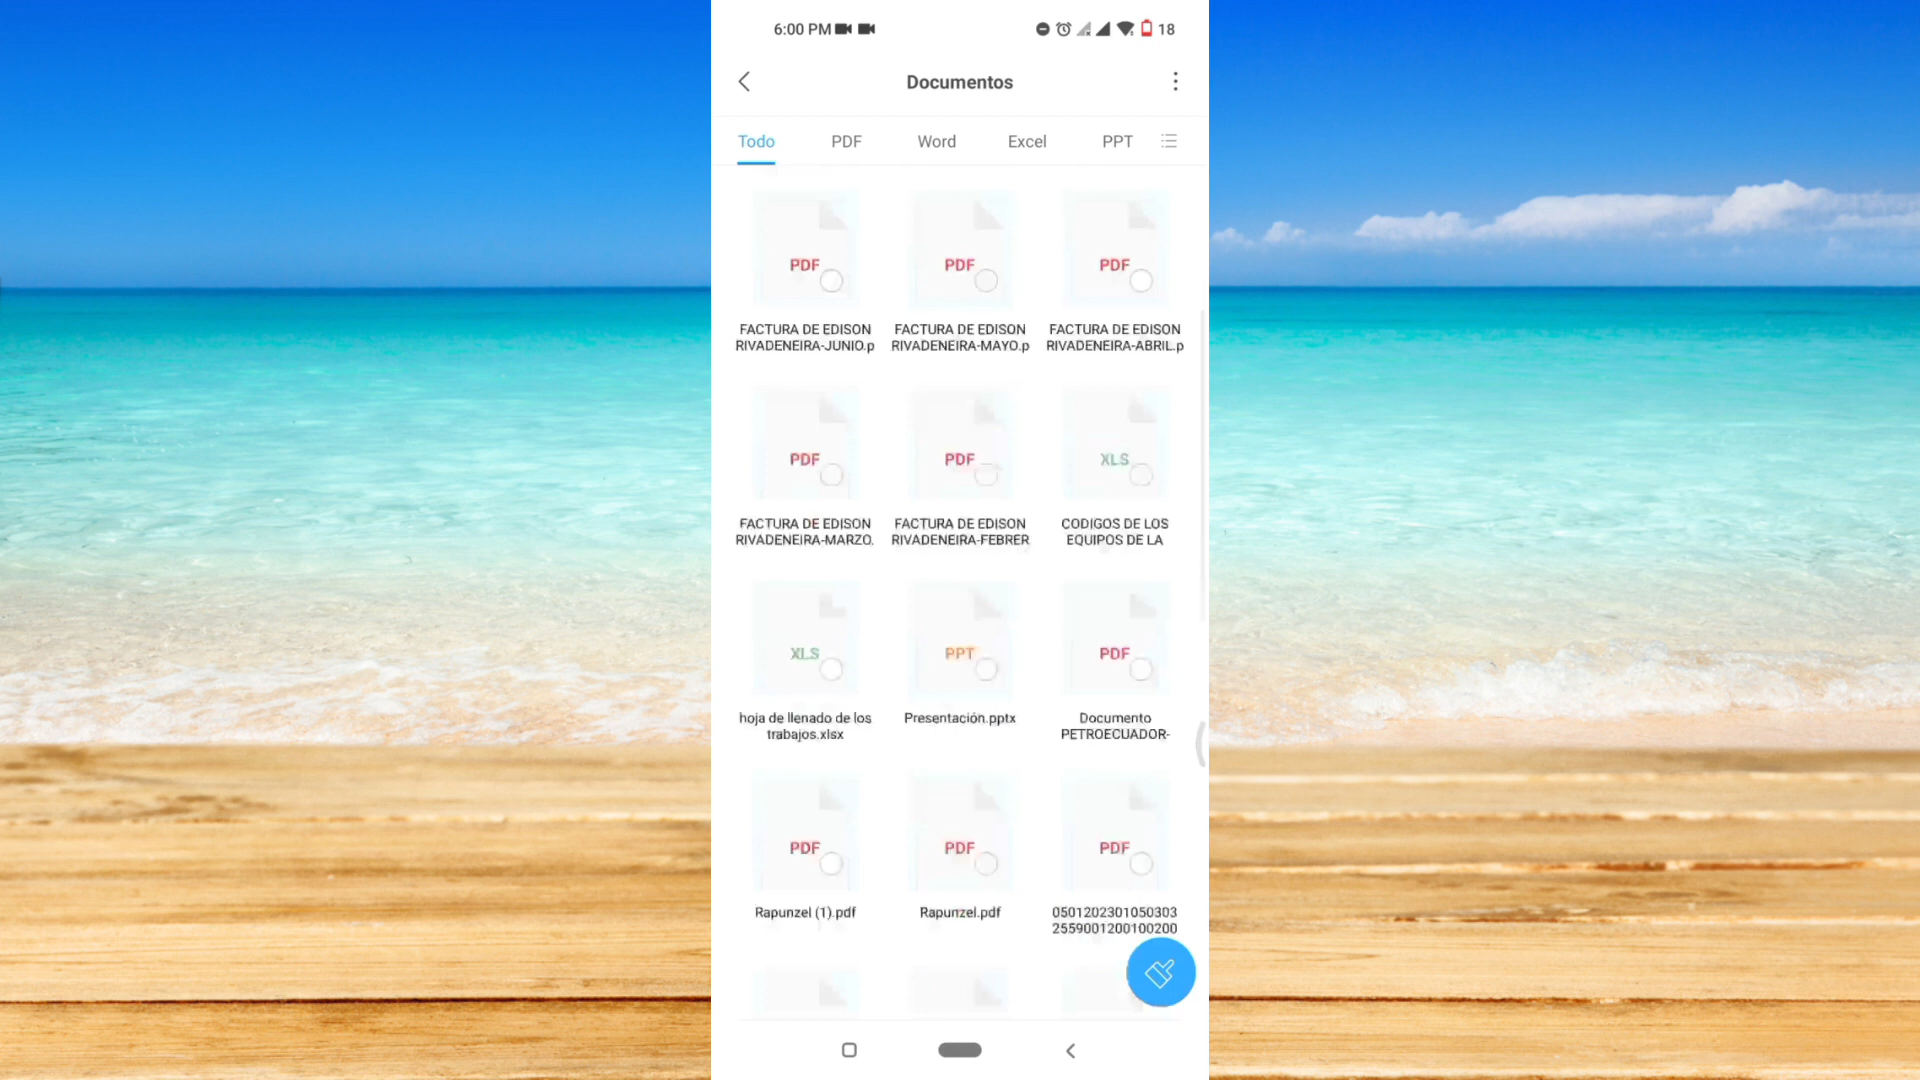 6:00 PM
18
Documentos
Todo PDF Word Excel PPT
PDF PDF PDF
FACTURA DE EDISON
RIVADENEIRA-JUNIO.p
FACTURA DE EDISON
RIVADENEIRA-MAYO.p
FACTURA DE EDISON
RIVADENEIRA-ABRIL.p
PDF PDF XLS
FACTURA DE EDISON
RIVADENEIRA-MARZO.
FACTURA DE EDISON
RIVADENEIRA-FEBRER
CODIGOS DE LOS
EQUIPOS DE LA
XLS PPT PDF
hoja de llenado de los
trabajos.xlsx
Presentación.pptx
Documento
PETROECUADOR-
PDF PDF PDF
Rapunzel (1).pdf
Rapunzel.pdf
0501202301050303
2559001200100200